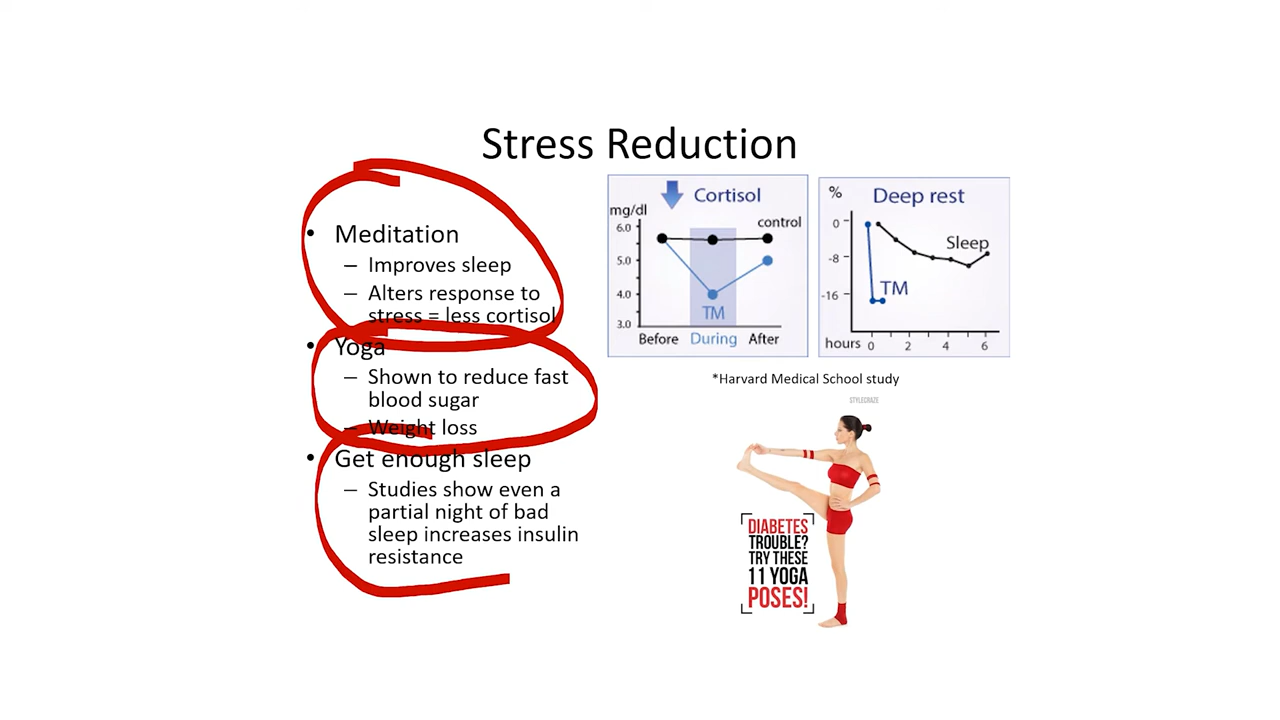 Stress Reduction
• Meditation
– Improves sleep
– Alters response to
stress = less cortisol
• Yoga
– Shown to reduce fast
blood sugar
– Weight loss
• Get enough sleep
– Studies show even a
partial night of bad
sleep increases insulin
resistance
Cortisol
mg/dl
control
6.0
5.0
4.0
3.0
TM
Before During After
% Deep rest
0
-8
-16
Sleep
TM
hours 0 2 4 6
*Harvard Medical School study
STYLECRAZE
DIABETES
TROUBLE?
TRY THESE
11 YOGA
POSES!